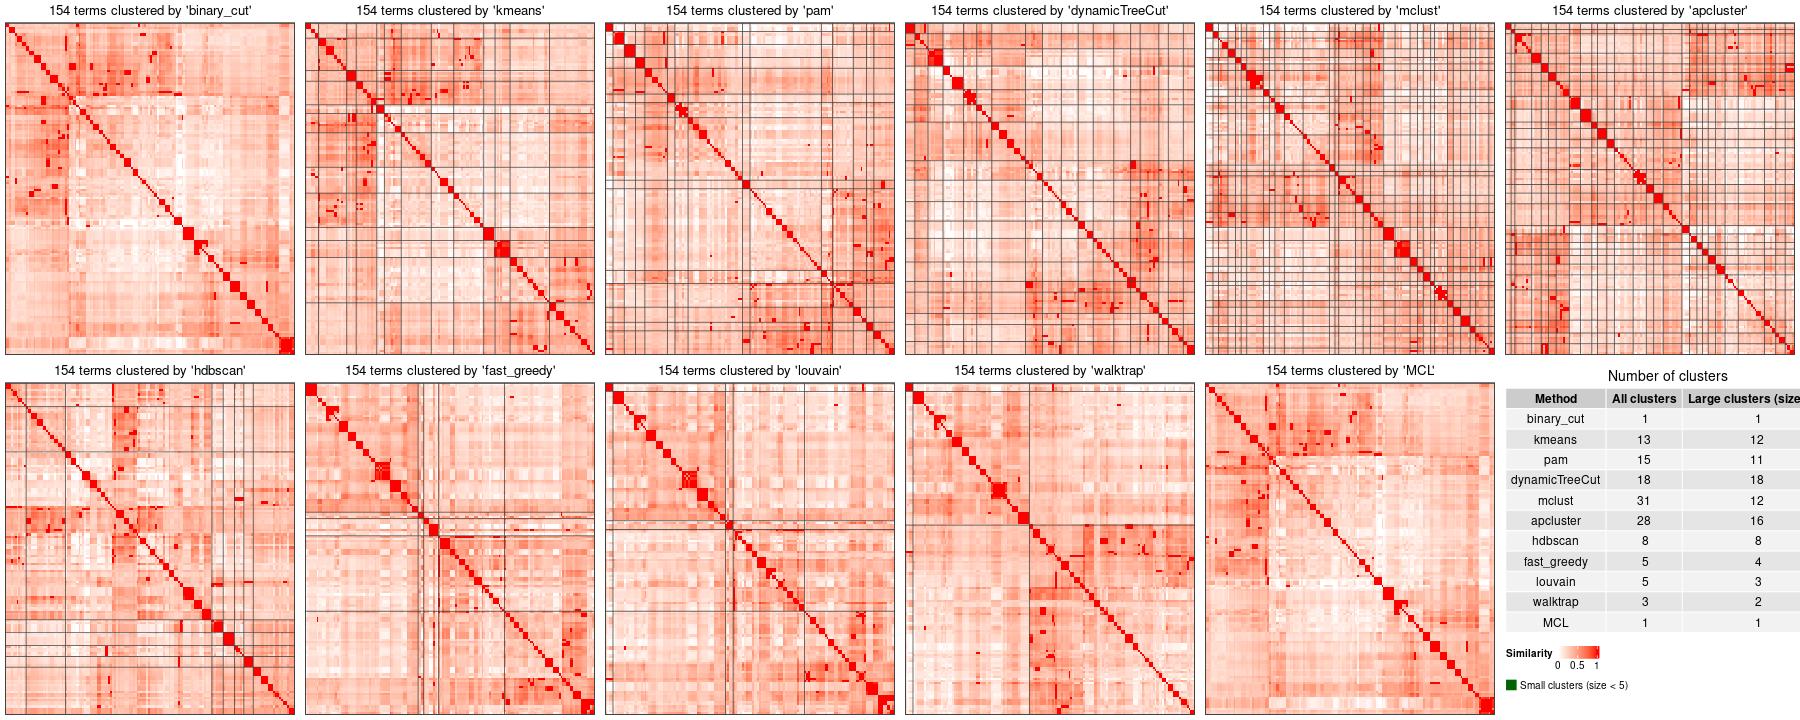 154 terms clustered by 'binary_cut'
154 terms clustered by 'kmeans'
154 terms clustered by 'pam'
154 terms clustered by 'dynamicTreeCut'
154 terms clustered by 'mclust'
154 terms clustered by 'apcluster'
154 terms clustered by 'hdbscan'
154 terms clustered by 'fast_greedy'
154 terms clustered by 'louvain'
154 terms clustered by 'walktrap'
154 terms clustered by 'MCL'
Number of clusters
Method All clusters Large clusters (size
binary_cut 1 1
kmeans 13 12
pam 15 11
dynamicTreeCut 18 18
mclust 31 12
apcluster 28 16
hdbscan 8 8
fast_greedy 5 4
louvain 5 3
walktrap 3 2
MCL 1 1
Similarity
0 0.5 1
Small clusters (size < 5)